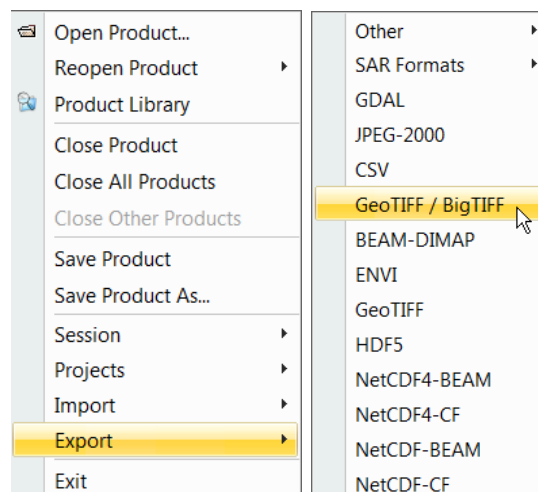 Open Product...
Reopen Product
Product Library
Close Product
Close All Products
Close Other Products
Save Product
Save Product As...
Session
Projects
Import
Export
Exit
Other
SAR Formats
GDAL
JPEG-2000
CSV
GeoTIFF / BigTIFF
BEAM-DIMAP
ENVI
GeoTIFF
HDF5
NetCDF4-BEAM
NetCDF4-CF
NetCDF-BEAM
NetCDF-CF